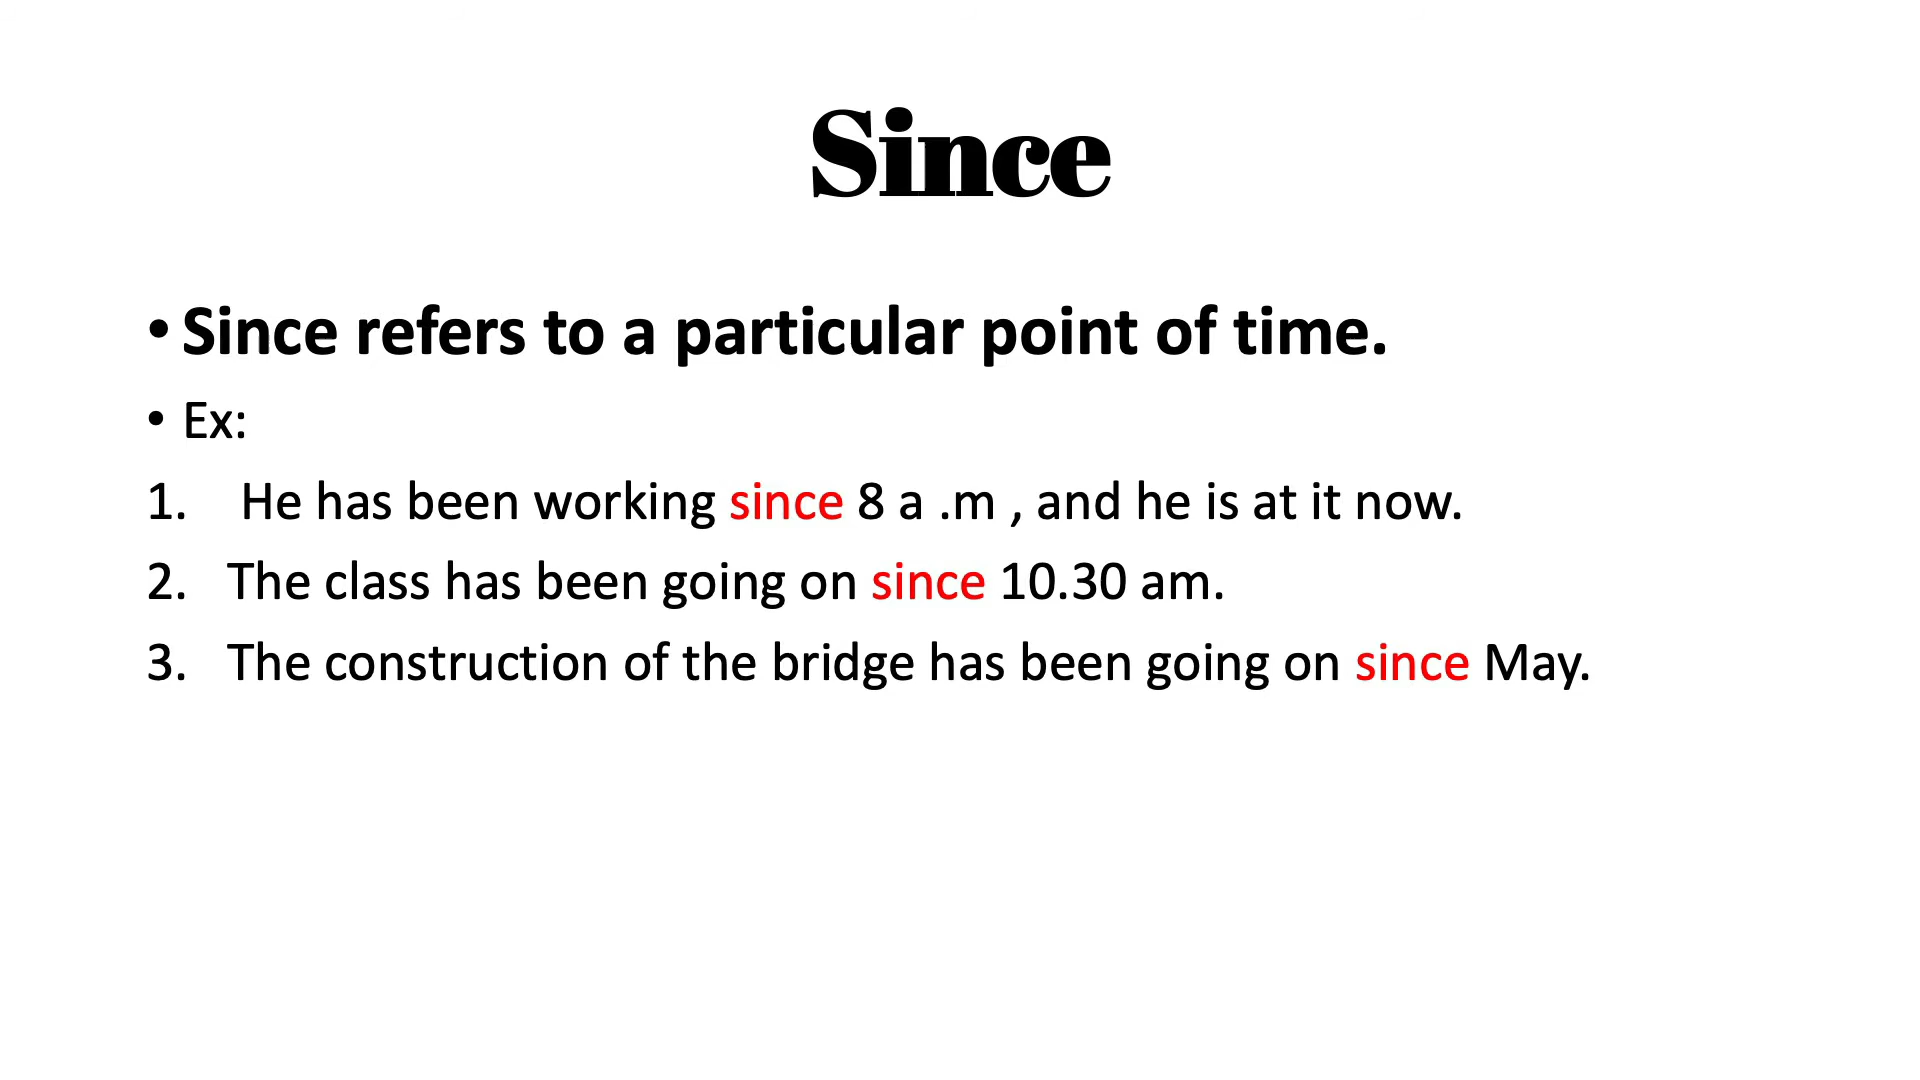 Since
• Since refers to a particular point of time.
• Ex:
1. He has been working since 8 a .m , and he is at it now.
2. The class has been going on since 10.30 am.
3. The construction of the bridge has been going on since May.